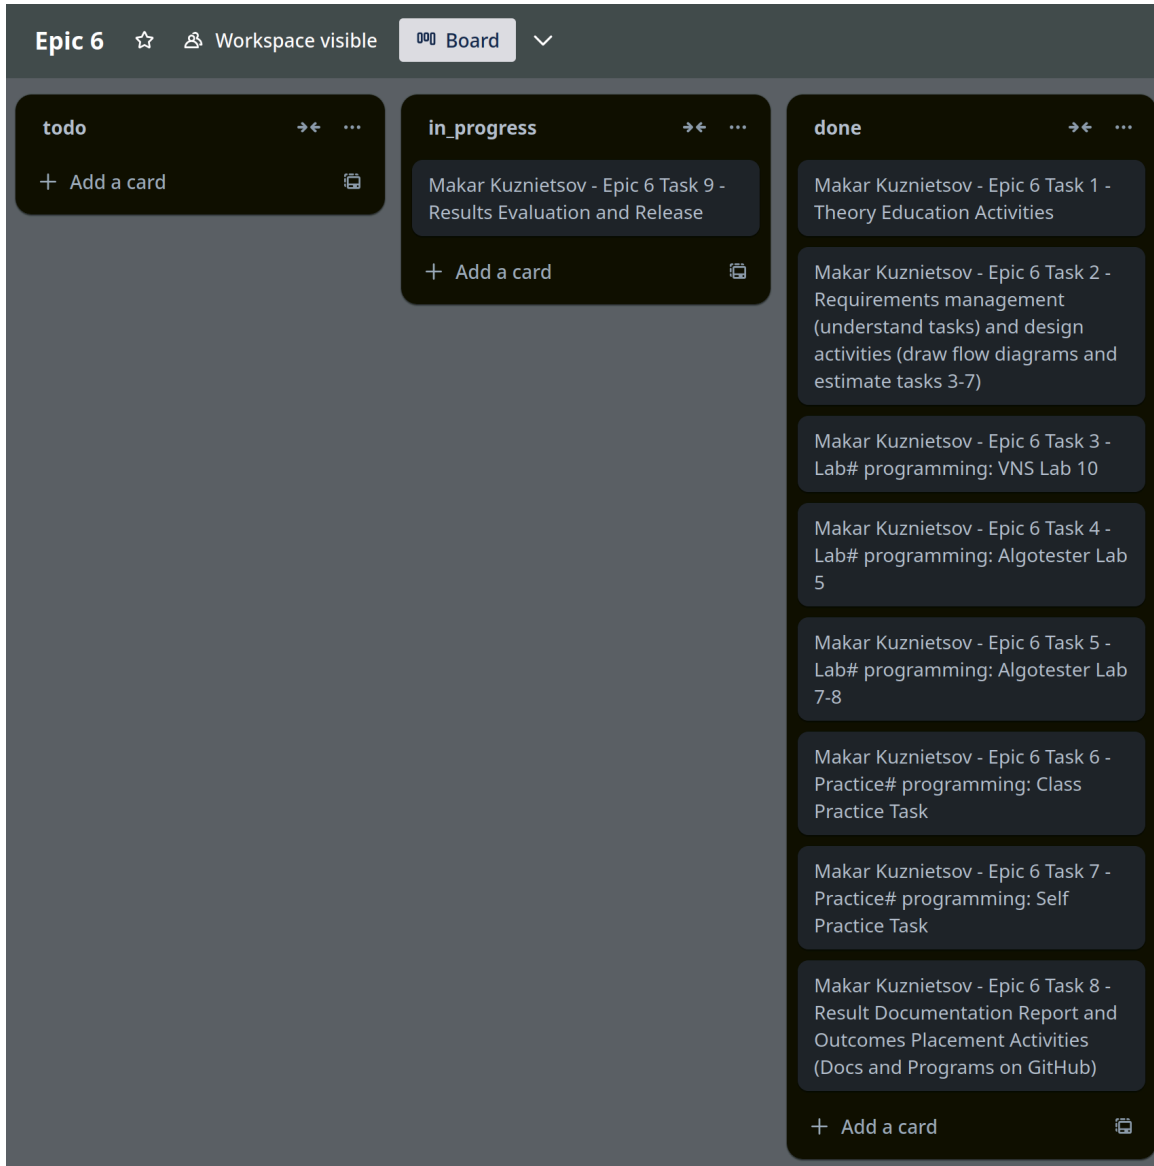 Epic 6
Workspace visible
Board
todo
Add a card
in_progress
Makar Kuznietsov - Epic 6 Task 9 -
Results Evaluation and Release
Add a card
done
Makar Kuznietsov - Epic 6 Task 1 -
Theory Education Activities
Makar Kuznietsov - Epic 6 Task 2 -
Requirements management
(understand tasks) and design
activities (draw flow diagrams and
estimate tasks 3-7)
Makar Kuznietsov - Epic 6 Task 3 -
Lab# programming: VNS Lab 10
Makar Kuznietsov - Epic 6 Task 4 -
Lab# programming: Algotester Lab
5
Makar Kuznietsov - Epic 6 Task 5 -
Lab# programming: Algotester Lab
7-8
Makar Kuznietsov - Epic 6 Task 6 -
Practice# programming: Class
Practice Task
Makar Kuznietsov - Epic 6 Task 7 -
Practice# programming: Self
Practice Task
Makar Kuznietsov - Epic 6 Task 8 -
Result Documentation Report and
Outcomes Placement Activities
(Docs and Programs on GitHub)
Add a card